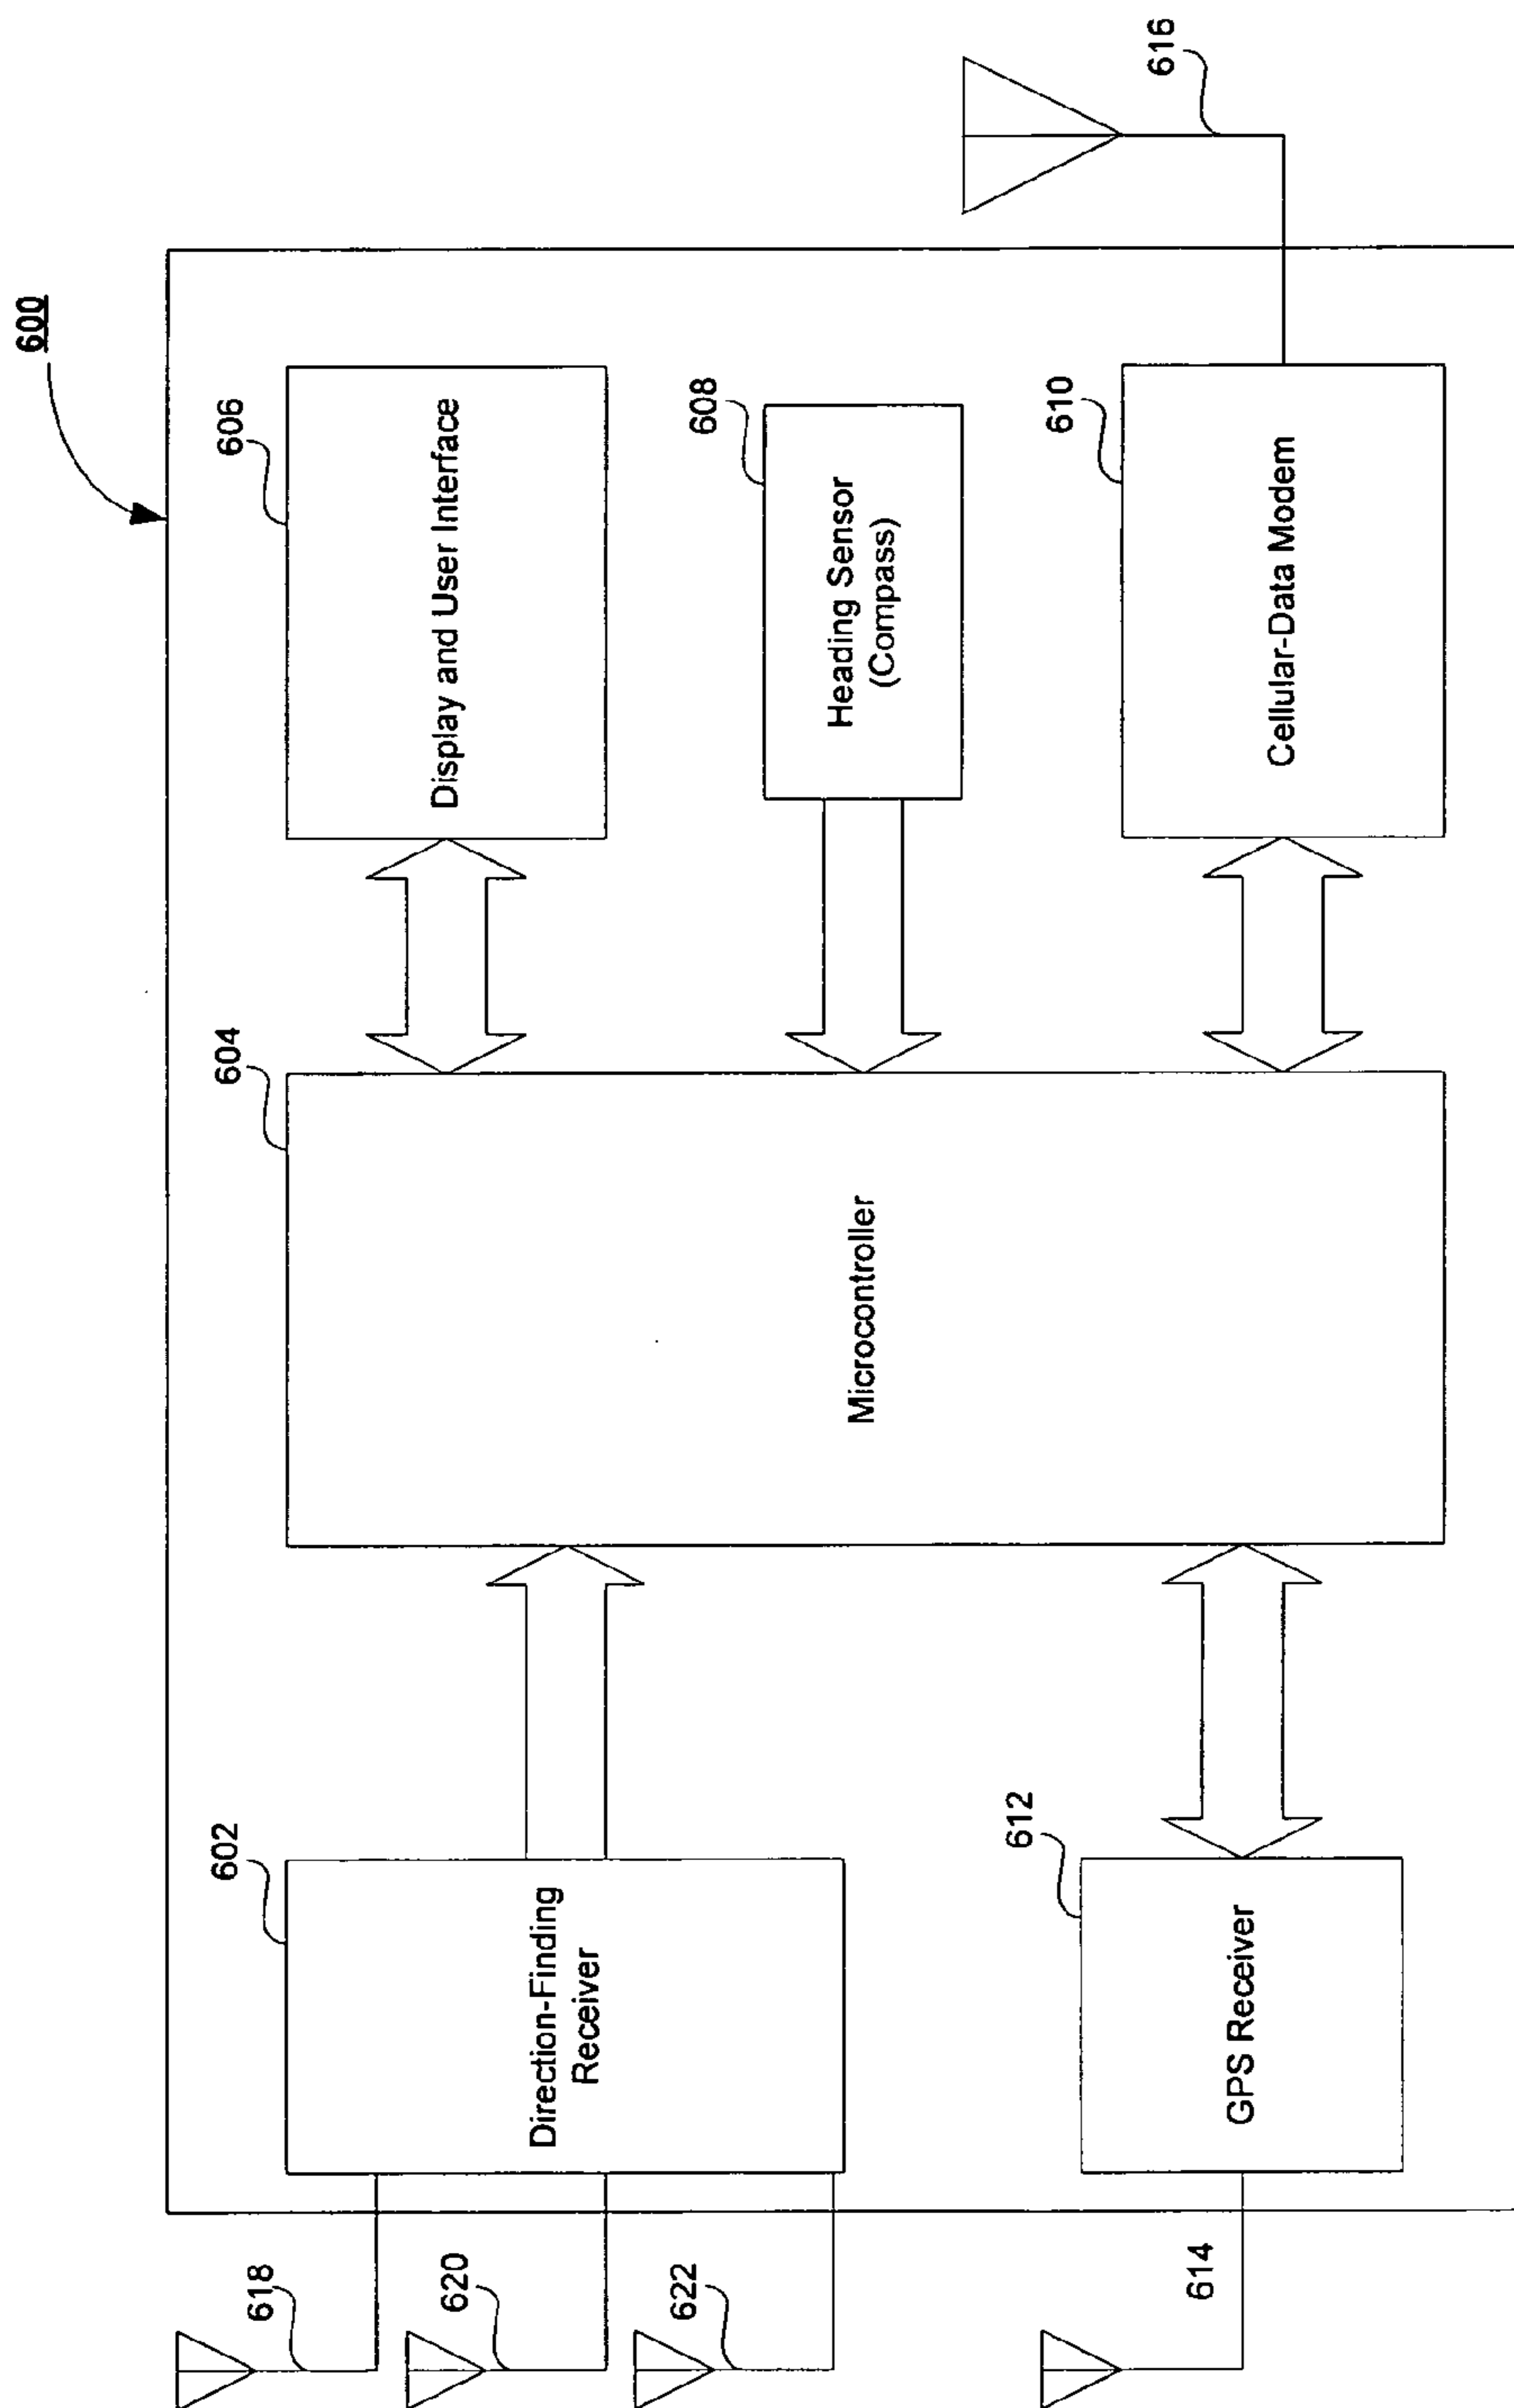 600
616
606
Display and User Interface
608
Heading Sensor
(Compass)
610
Cellular-Data Modem
604
Microcontroller
602
Direction-Finding
Receiver
612
GPS Receiver
618
620
622
614